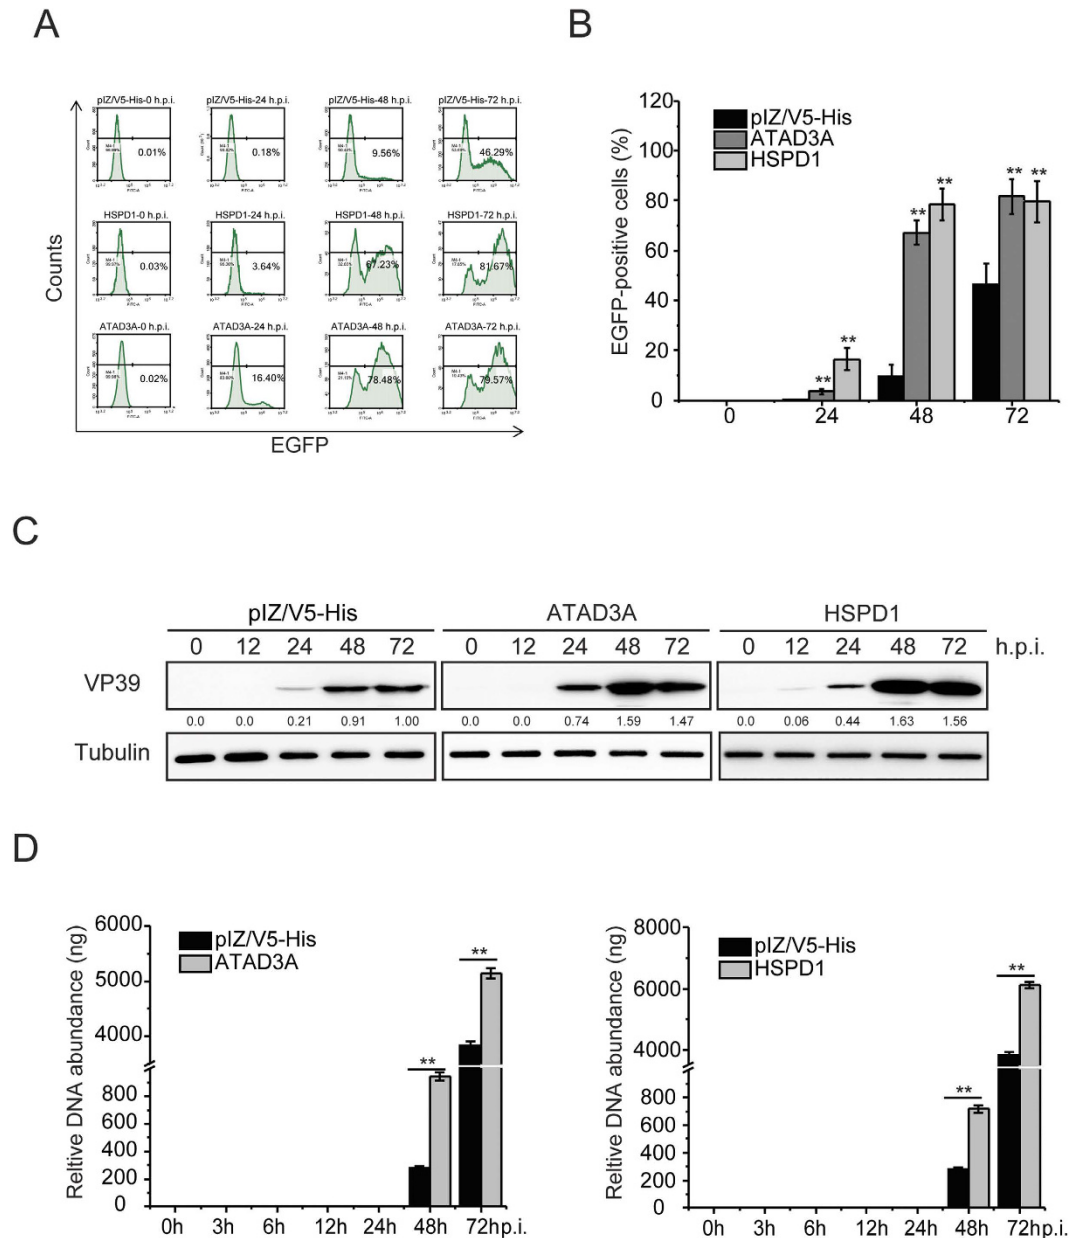 A
B
pIZ/V5-His-0 h.p.i.
pIZ/V5-His-24 h.p.i.
pIZ/V5-His-48 h.p.i.
pIZ/V5-His-72 h.p.i.
0.01%
0.18%
9.56%
46.29%
HSPD1-0 h.p.i.
HSPD1-24 h.p.i.
HSPD1-48 h.p.i.
HSPD1-72 h.p.i.
0.03%
3.64%
67.23%
81.67%
ATAD3A-0 h.p.i.
ATAD3A-24 h.p.i.
ATAD3A-48 h.p.i.
ATAD3A-72 h.p.i.
0.02%
16.40%
78.48%
79.57%
Counts
EGFP
EGFP-positive cells (%)
120
100
80
60
40
20
0
pIZ/V5-His
ATAD3A
HSPD1
** ** ** ** ** **
0 24 48 72
C
pIZ/V5-His ATAD3A HSPD1
0 12 24 48 72 0 12 24 48 72 0 12 24 48 72 h.p.i.
VP39
0.0 0.0 0.21 0.91 1.00 0.0 0.0 0.74 1.59 1.47 0.0 0.06 0.44 1.63 1.56
Tubulin
D
Reltive DNA abundance (ng)
6000
5000
4000
800
600
400
200
0
pIZ/V5-His
ATAD3A
** **
0h 3h 6h 12h 24h 48h 72hp.i.
Reltive DNA abundance (ng)
8000
6000
4000
800
600
400
200
0
pIZ/V5-His
HSPD1
** **
0h 3h 6h 12h 24h 48h 72hp.i.